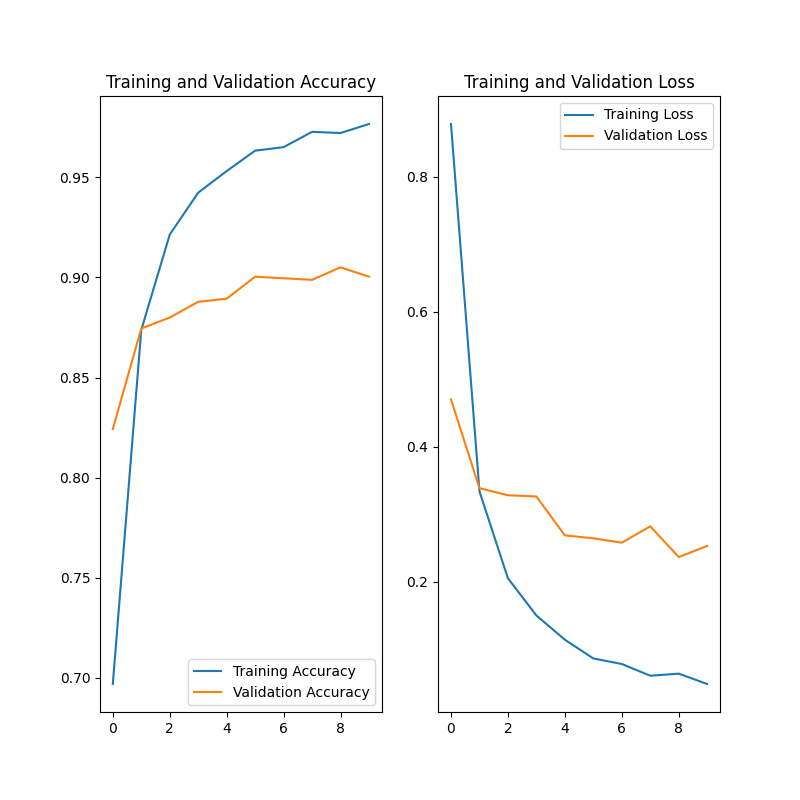 Training and Validation Accuracy
0.95
0.90
0.85
0.80
0.75
0.70
Training Accuracy
Validation Accuracy
0 2 4 6 8
Training and Validation Loss
Training Loss
Validation Loss
0.8
0.6
0.4
0.2
0 2 4 6 8